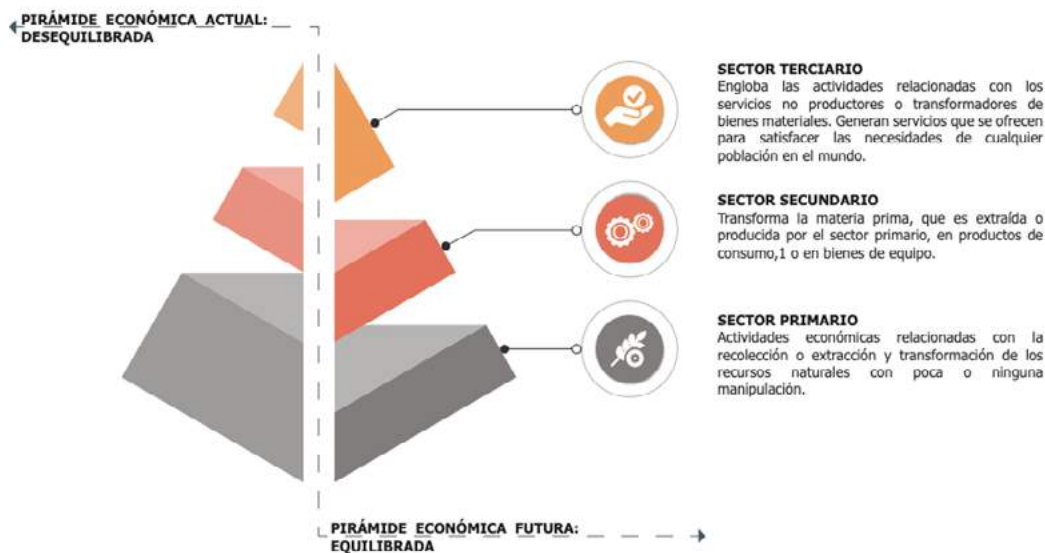 PIRÁMIDE ECONÓMICA ACTUAL:
DESEQUILIBRADA
SECTOR TERCIARIO
Engloba las actividades relacionadas con los
servicios no productores o transformadores de
bienes materiales. Generan servicios que se ofrecen
para satisfacer las necesidades de cualquier
población en el mundo.
SECTOR SECUNDARIO
Transforma la materia prima, que es extraída o
producida por el sector primario, en productos de
consumo,1 o en bienes de equipo.
SECTOR PRIMARIO
Actividades económicas relacionadas con la
recolección o extracción y transformación de los
recursos naturales con poca o ninguna
manipulación.
PIRÁMIDE ECONÓMICA FUTURA:
EQUILIBRADA